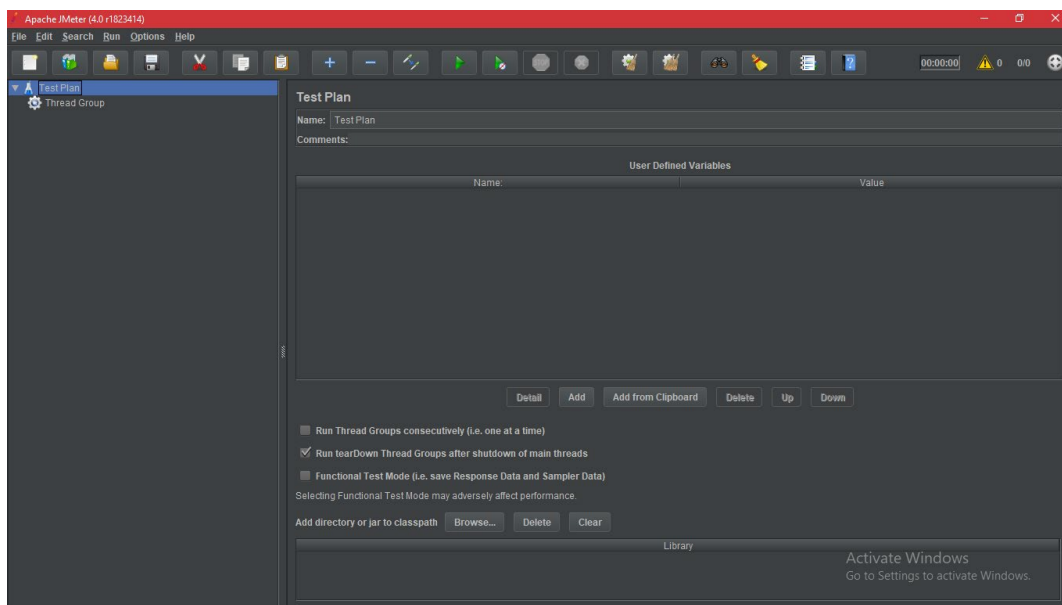 Apache JMeter (4.0 r1823414)
File Edit Search Run Options Help
00:00:00 0 0/0
Test Plan
Thread Group
Test Plan
Name: Test Plan
Comments:
User Defined Variables
Name: Value
Detail Add Add from Clipboard Delete Up Down
Run Thread Groups consecutively (i.e. one at a time)
Run tearDown Thread Groups after shutdown of main threads
Functional Test Mode (i.e. save Response Data and Sampler Data)
Selecting Functional Test Mode may adversely affect performance.
Add directory or jar to classpath Browse... Delete Clear
Library
Activate Windows
Go to Settings to activate Windows.